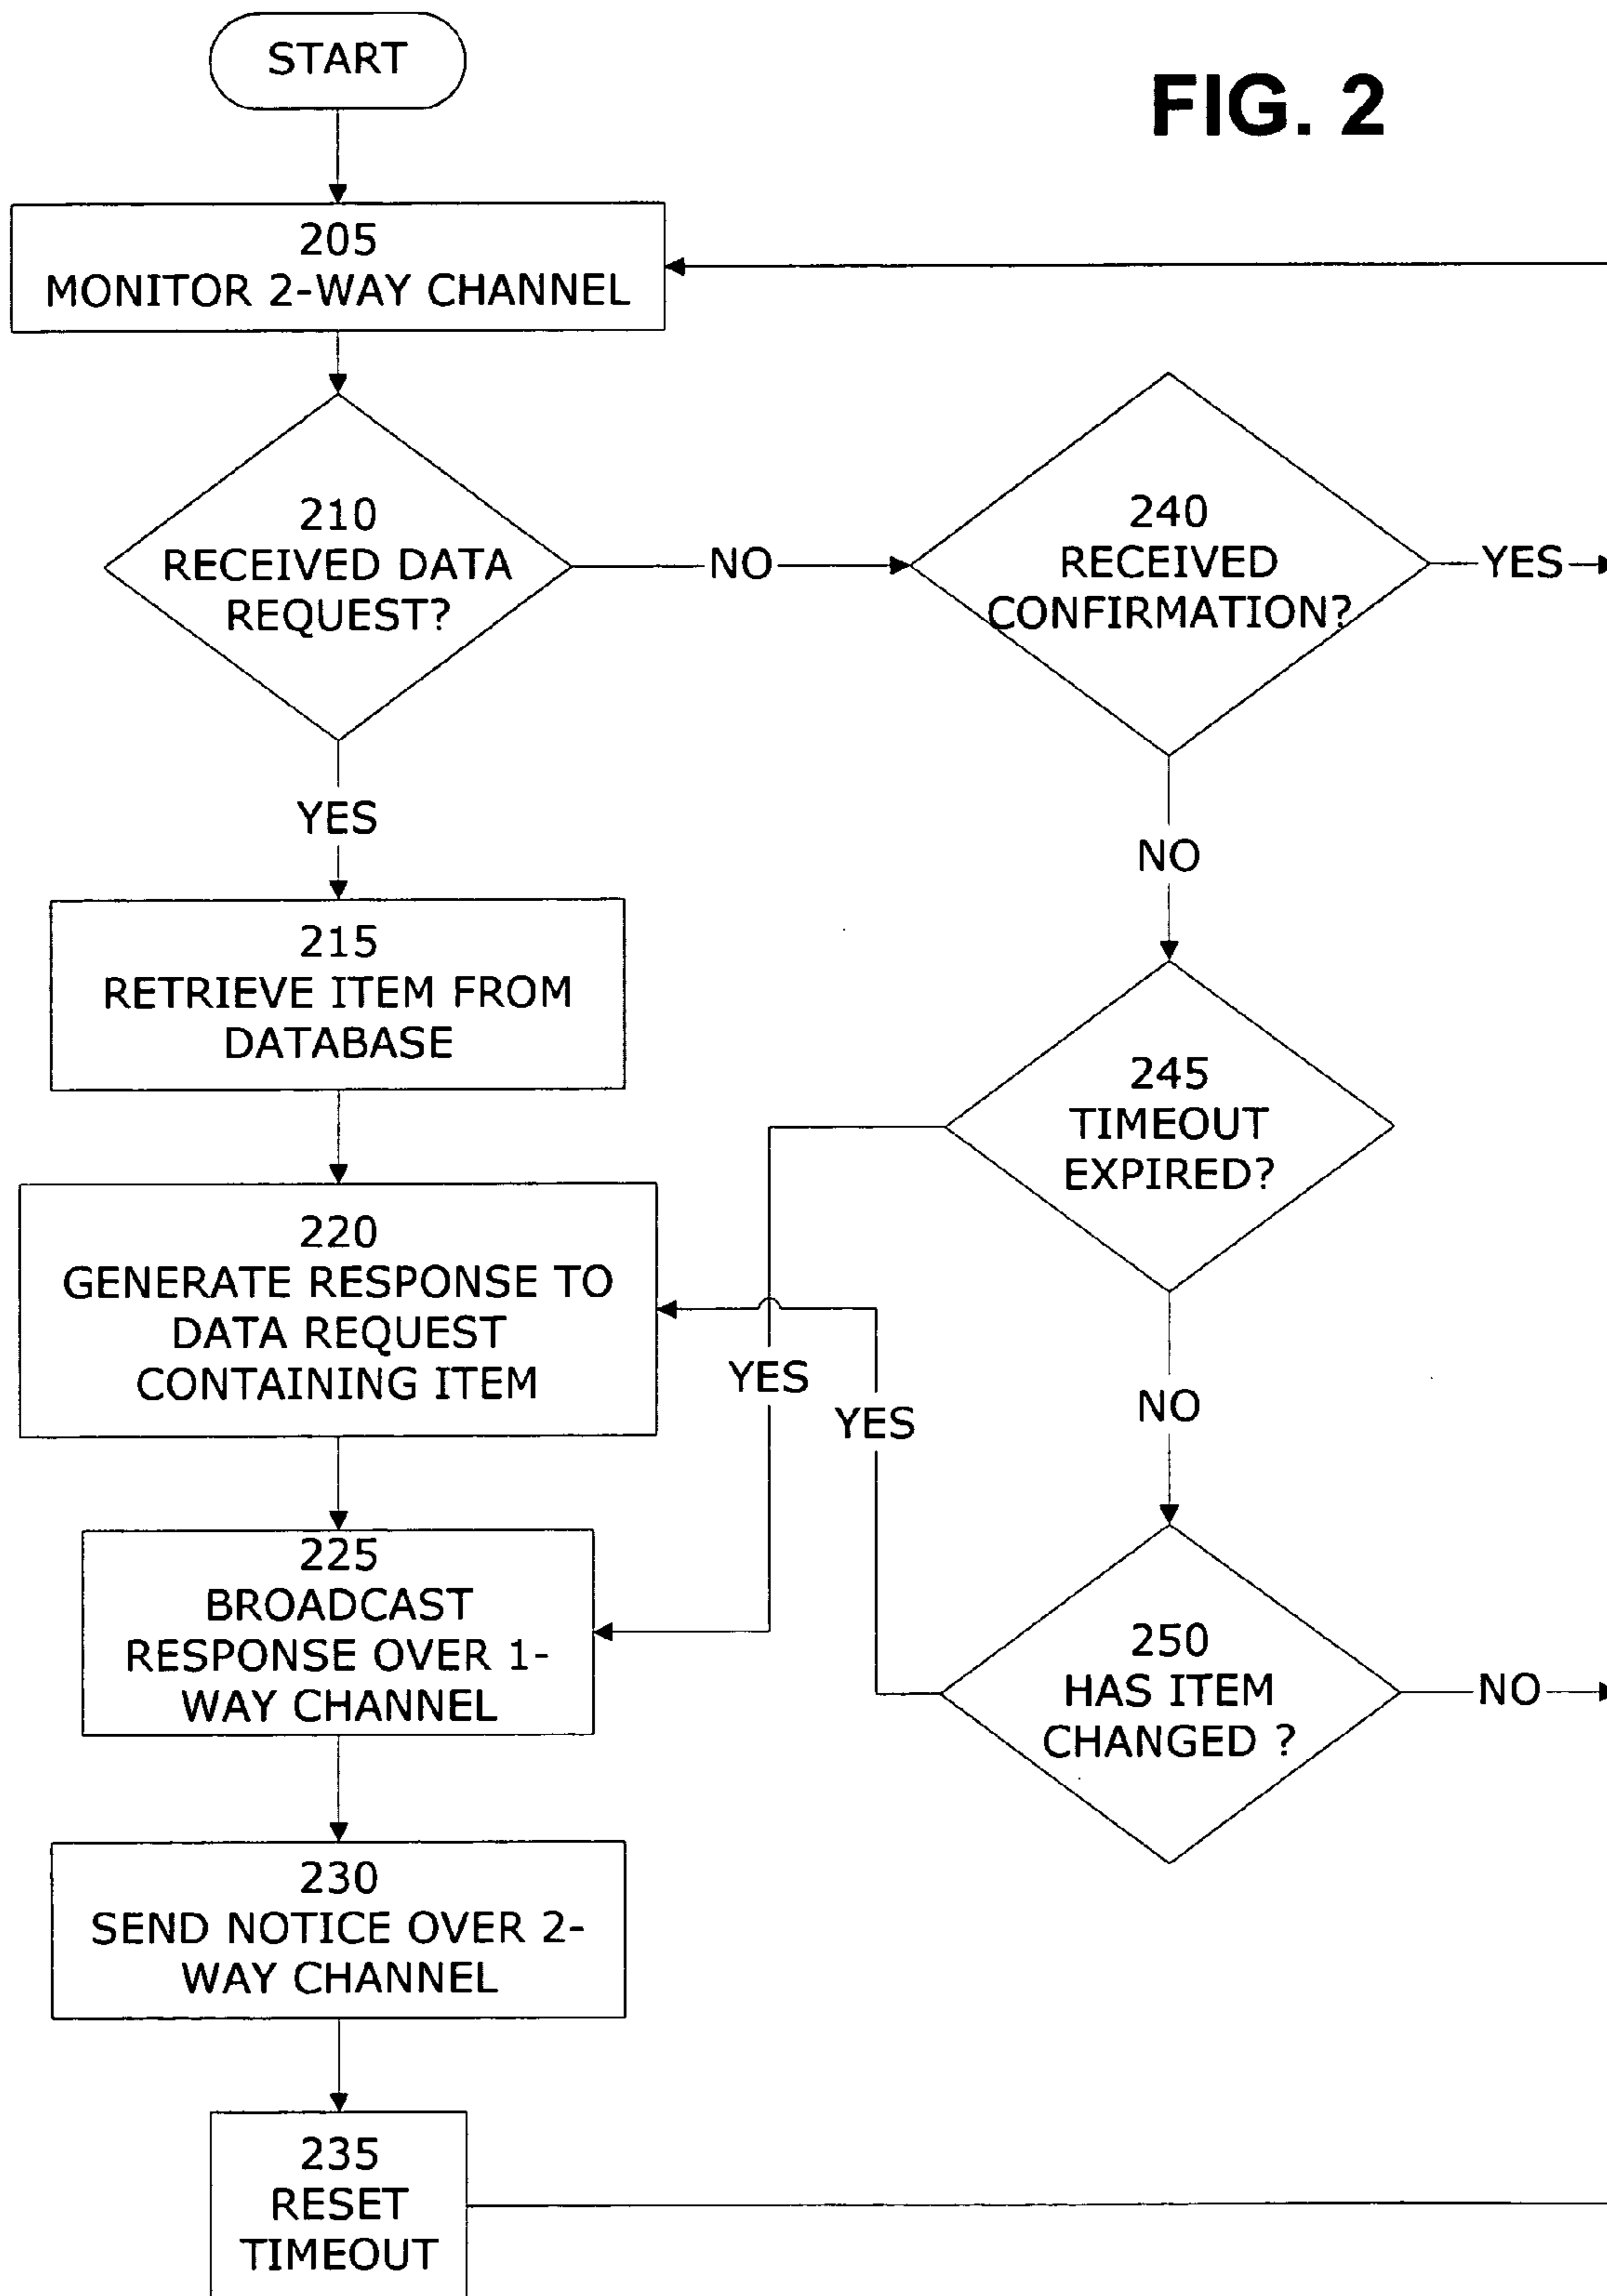 START
FIG. 2
205
MONITOR 2-WAY CHANNEL
210
RECEIVED DATA
REQUEST?
NO
240
RECEIVED
CONFIRMATION?
YES
YES
NO
215
RETRIEVE ITEM FROM
DATABASE
245
TIMEOUT
EXPIRED?
220
GENERATE RESPONSE TO
DATA REQUEST
CONTAINING ITEM
YES
YES
NO
225
BROADCAST
RESPONSE OVER 1-
WAY CHANNEL
250
HAS ITEM
CHANGED ?
NO
230
SEND NOTICE OVER 2-
WAY CHANNEL
235
RESET
TIMEOUT